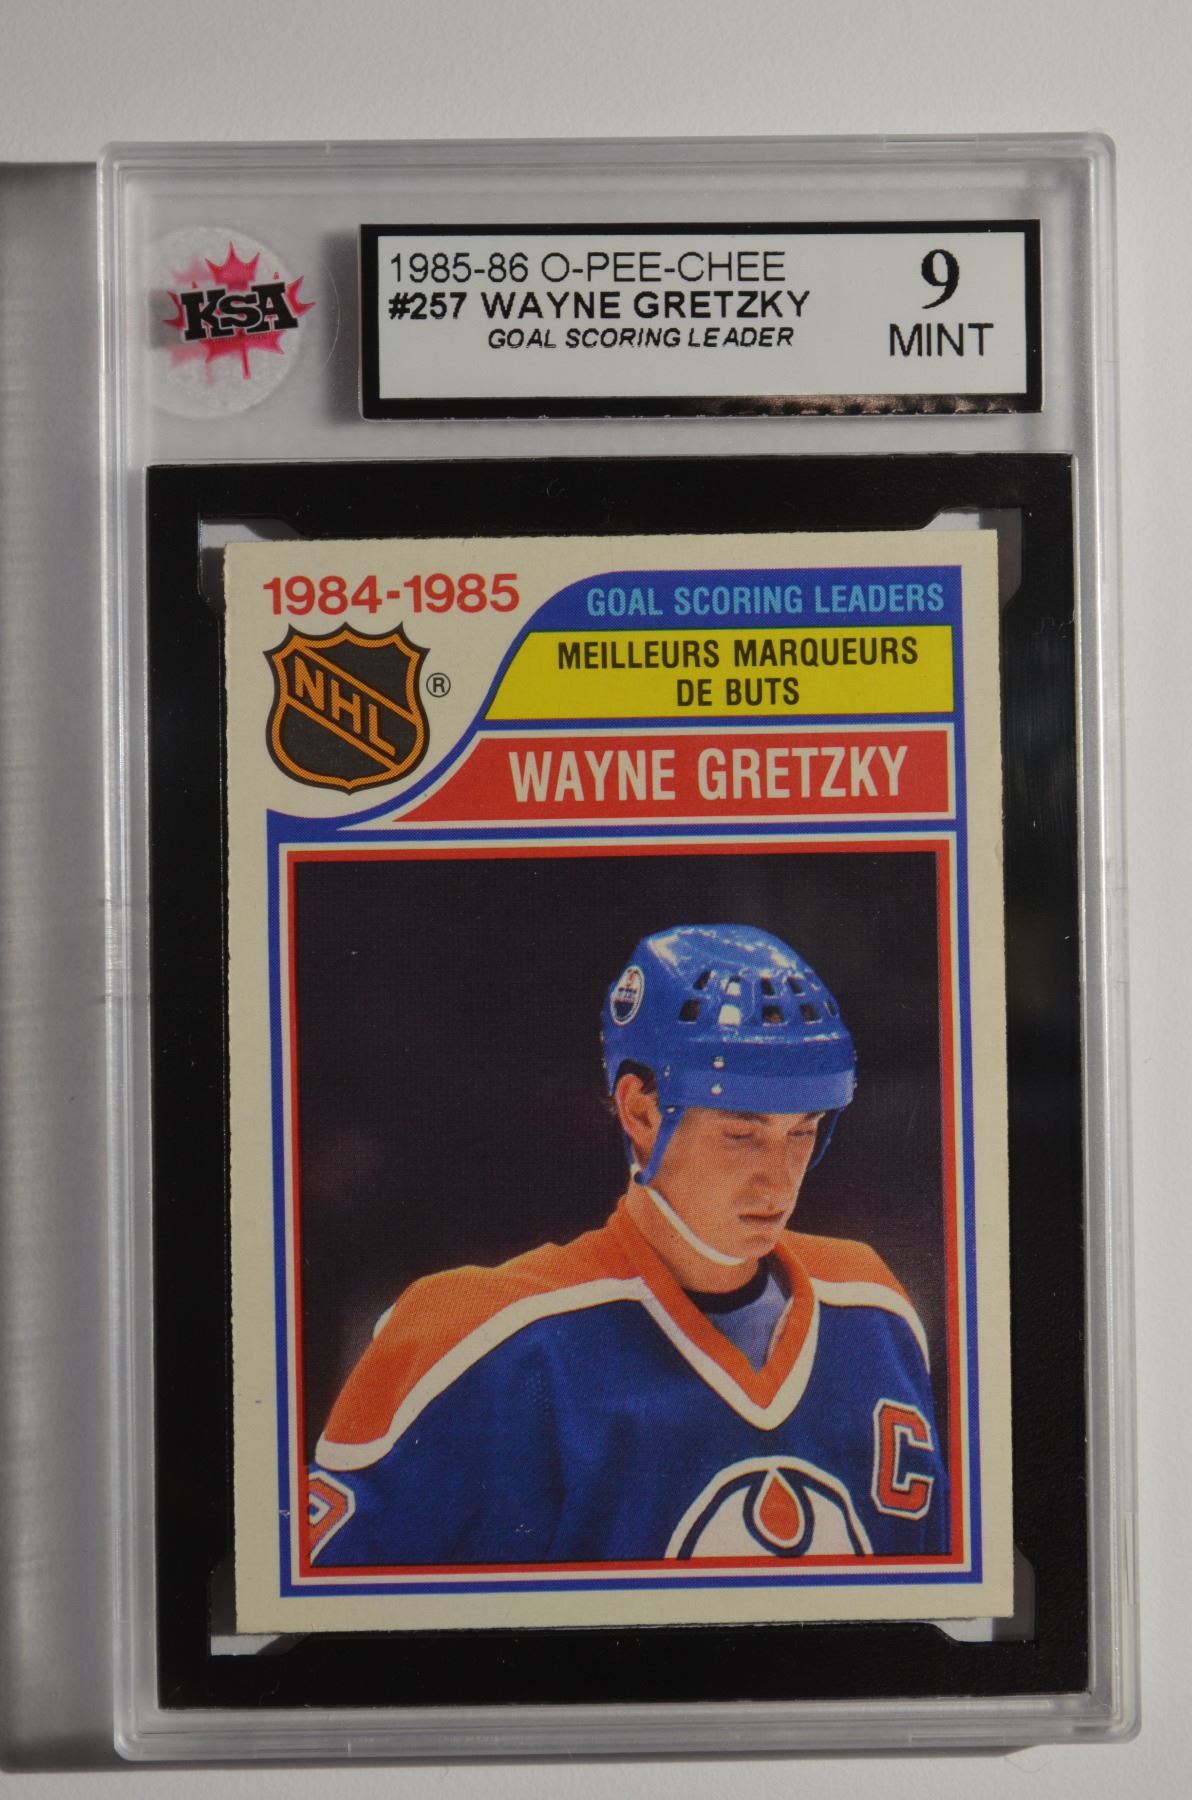 KSA
1985-86 O-PEE-CHEE
#257 WAYNE GRETZKY
GOAL SCORING LEADER
9
MINT
1984-1985
NHL
®
GOAL SCORING LEADERS
MEILLEURS MARQUEURS
DE BUTS
WAYNE GRETZKY
C